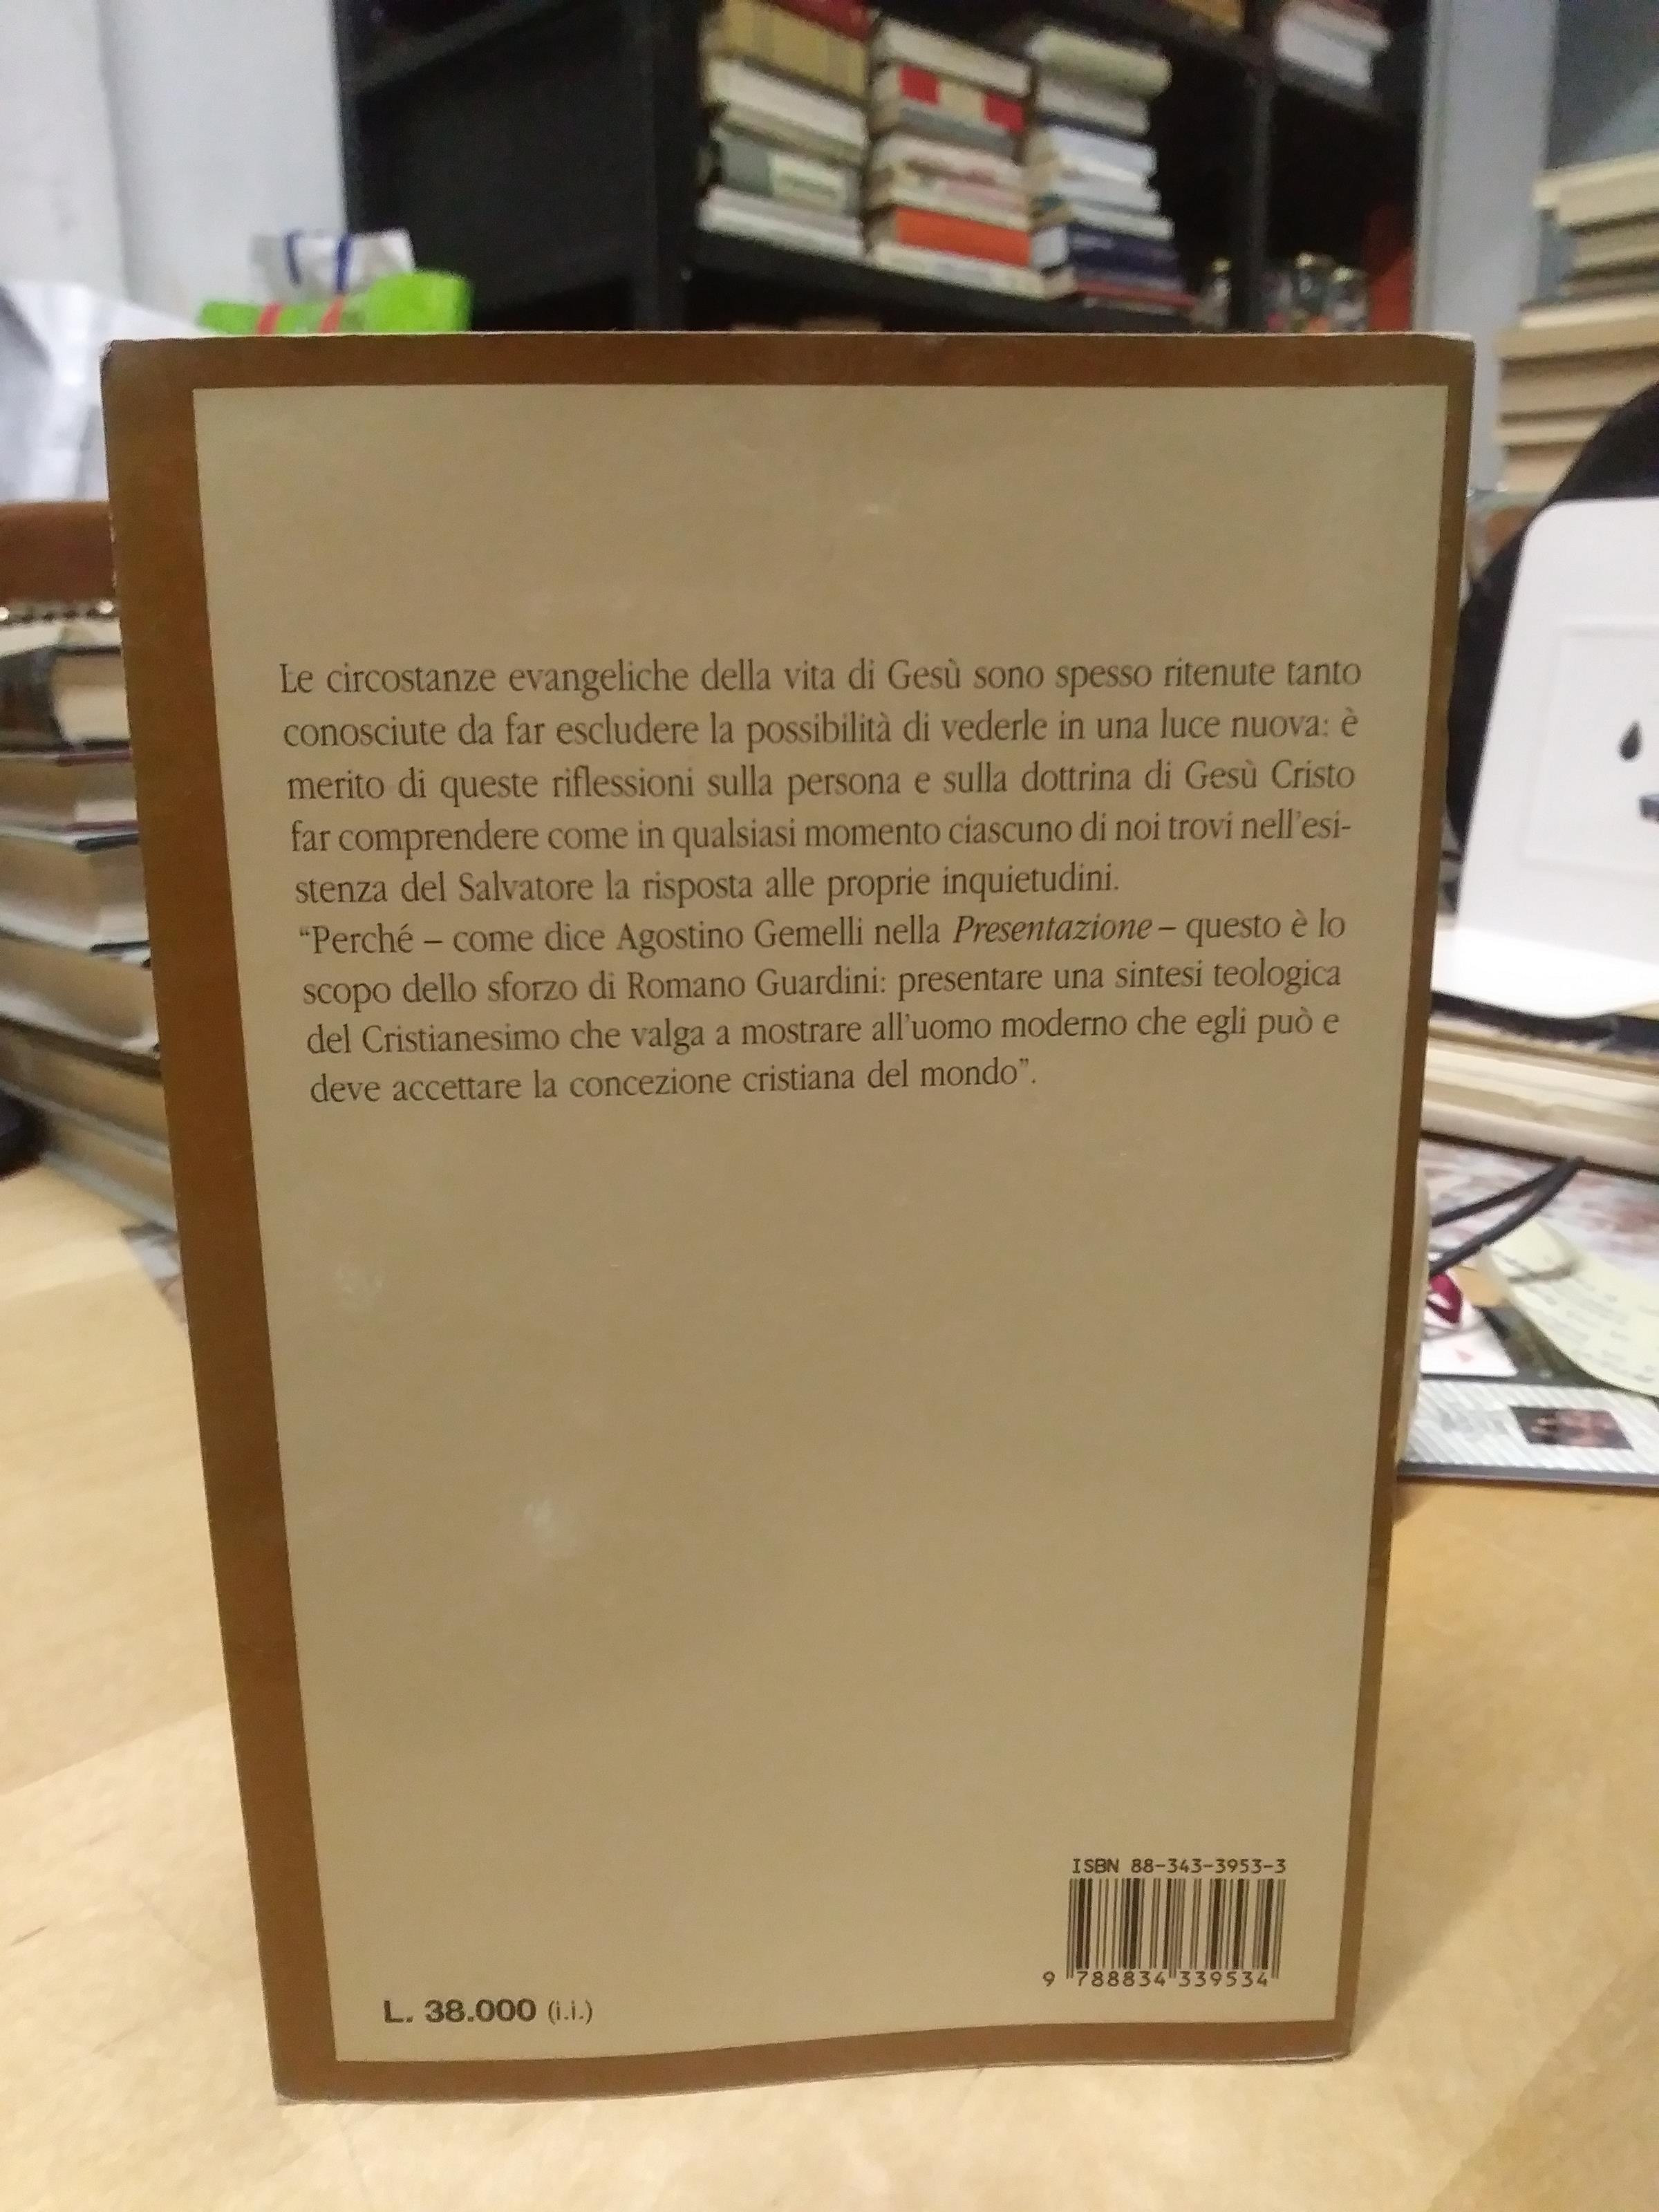 Le circostanze evangeliche della vita di Gesù sono spesso ritenute tanto
conosciute da far escludere la possibilità di vederle in una luce nuova: è
merito di queste riflessioni sulla persona e sulla dottrina di Gesù Cristo
far comprendere come in qualsiasi momento ciascuno di noi trovi nell'esi-
stenza del Salvatore la risposta alle proprie inquietudini.
“Perché – come dice Agostino Gemelli nella Presentazione – questo è lo
scopo dello sforzo di Romano Guardini: presentare una sintesi teologica
del Cristianesimo che valga a mostrare all'uomo moderno che egli può e
deve accettare la concezione cristiana del mondo”.
ISBN 88-343-3953-3
9 788834 339534
L. 38.000 (i.i.)